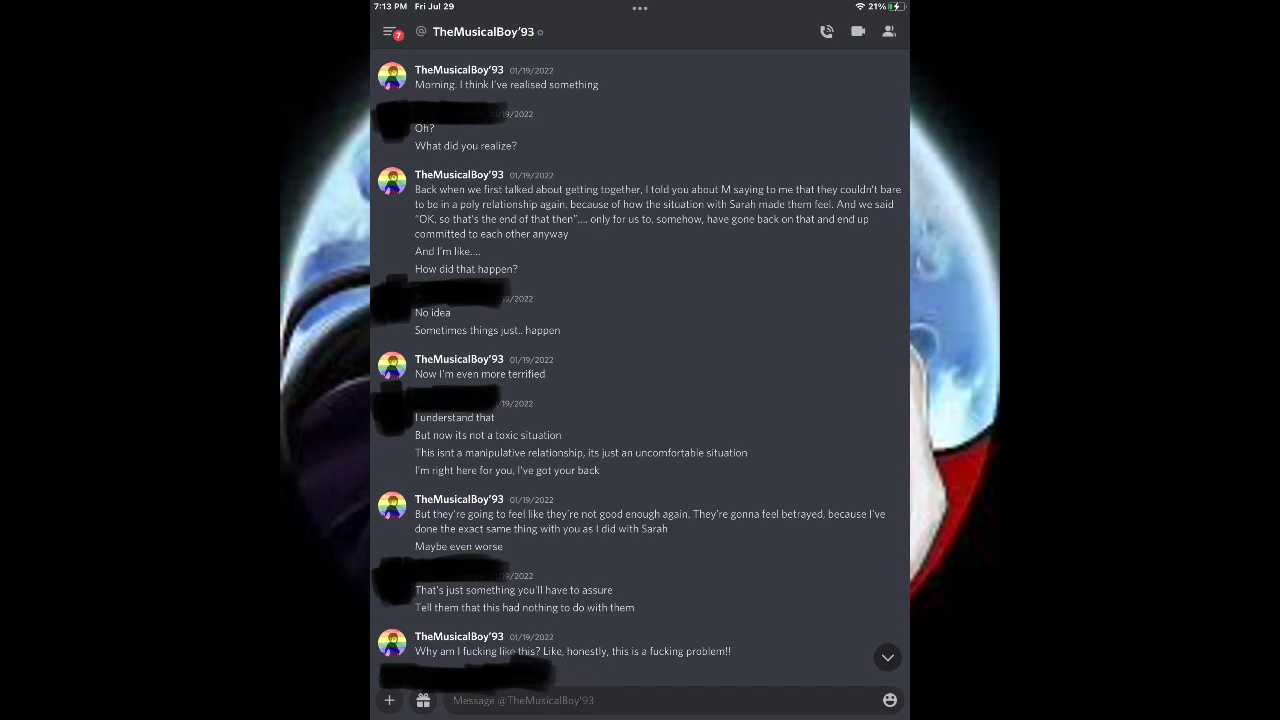 7:13 PM Fri Jul 29
21%
7
@ TheMusicalBoy'93
TheMusicalBoy'93 01/19/2022
Morning. I think I've realised something
/19/2022
Oh?
What did you realize?
TheMusicalBoy'93 01/19/2022
Back when we first talked about getting together, I told you about M saying to me that they couldn't bare
to be in a poly relationship again, because of how the situation with Sarah made them feel. And we said
"OK, so that's the end of that then".... only for us to, somehow, have gone back on that and end up
committed to each other anyway
And I'm like....
How did that happen?
/2022
No idea
Sometimes things just.. happen
TheMusicalBoy'93 01/19/2022
Now I'm even more terrified
/19/2022
I understand that
But now its not a toxic situation
This isnt a manipulative relationship, its just an uncomfortable situation
I'm right here for you, I've got your back
TheMusicalBoy'93 01/19/2022
But they're going to feel like they're not good enough again. They're gonna feel betrayed, because I've
done the exact same thing with you as I did with Sarah
Maybe even worse
/2022
That's just something you'll have to assure
Tell them that this had nothing to do with them
TheMusicalBoy'93 01/19/2022
Why am I fucking like this? Like, honestly, this is a fucking problem!!
Message @TheMusicalBoy'93